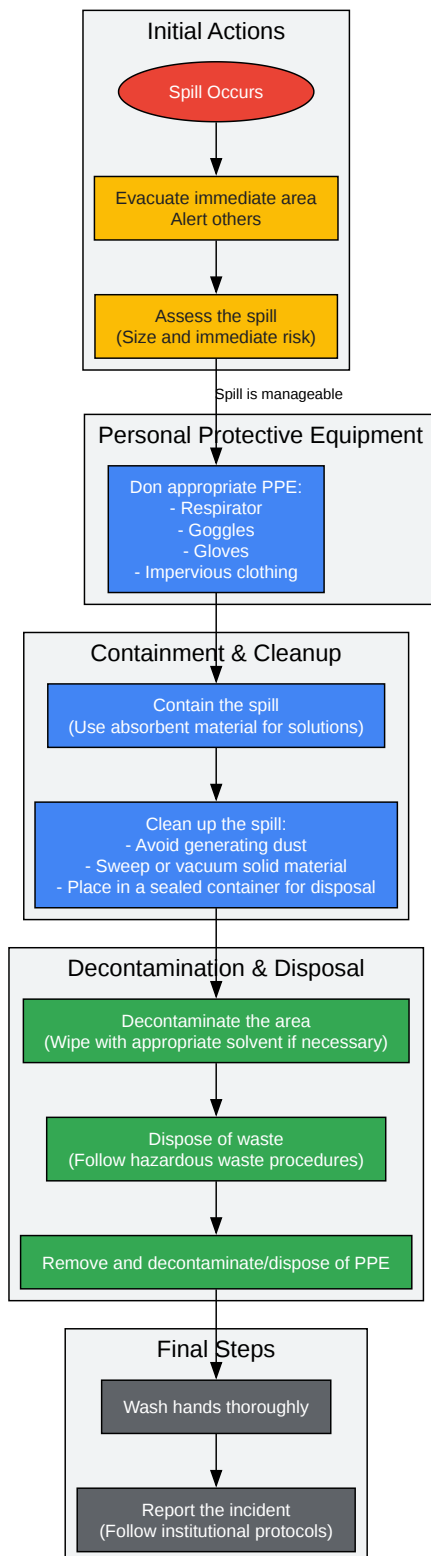 Initial Actions
Spill Occurs
Evacuate immediate area
Alert others
Assess the spill
(Size and immediate risk)
Spill is manageable
Personal Protective Equipment
Don appropriate PPE:
- Respirator
- Goggles
- Gloves
- Impervious clothing
Containment & Cleanup
Contain the spill
(Use absorbent material for solutions)
Clean up the spill:
- Avoid generating dust
- Sweep or vacuum solid material
- Place in a sealed container for disposal
Decontamination & Disposal
Decontaminate the area
(Wipe with appropriate solvent if necessary)
Dispose of waste
(Follow hazardous waste procedures)
Remove and decontaminate/dispose of PPE
Final Steps
Wash hands thoroughly
Report the incident
(Follow institutional protocols)